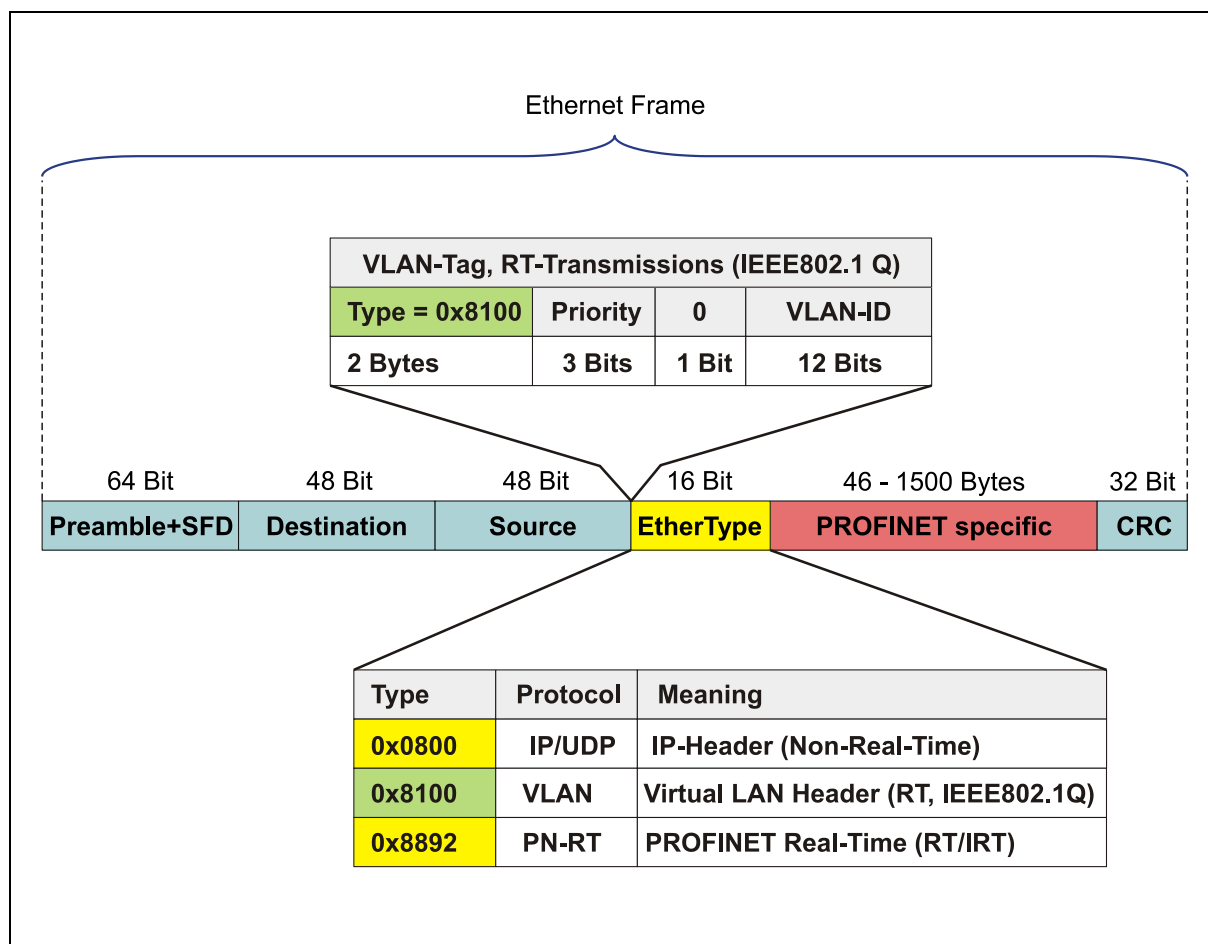 Ethernet Frame
VLAN-Tag, RT-Transmissions (IEEE802.1 Q)
Type = 0x8100 Priority 0 VLAN-ID
2 Bytes 3 Bits 1 Bit 12 Bits
64 Bit 48 Bit 48 Bit 16 Bit 46 - 1500 Bytes 32 Bit
Preamble+SFD Destination Source EtherType PROFINET specific CRC
Type Protocol Meaning
0x0800 IP/UDP IP-Header (Non-Real-Time)
0x8100 VLAN Virtual LAN Header (RT, IEEE802.1Q)
0x8892 PN-RT PROFINET Real-Time (RT/IRT)